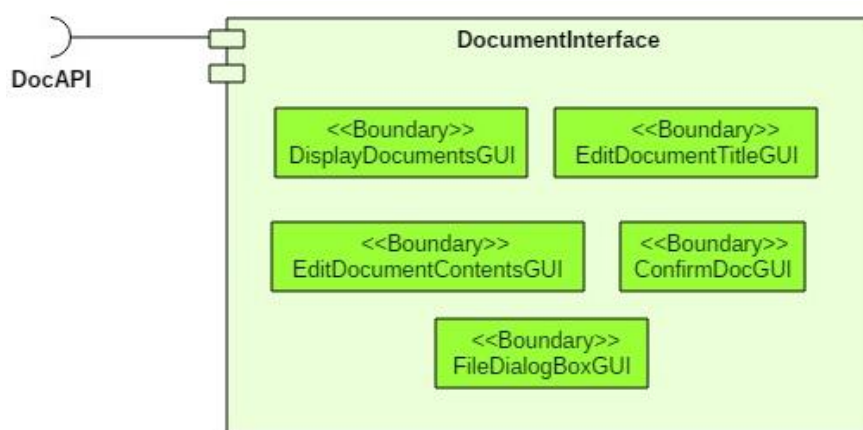 DocumentInterface
DocAPI
<<Boundary>>
DisplayDocumentsGUI
<<Boundary>>
EditDocumentTitleGUI
<<Boundary>>
EditDocumentContentsGUI
<<Boundary>>
ConfirmDocGUI
<<Boundary>>
FileDialogBoxGUI